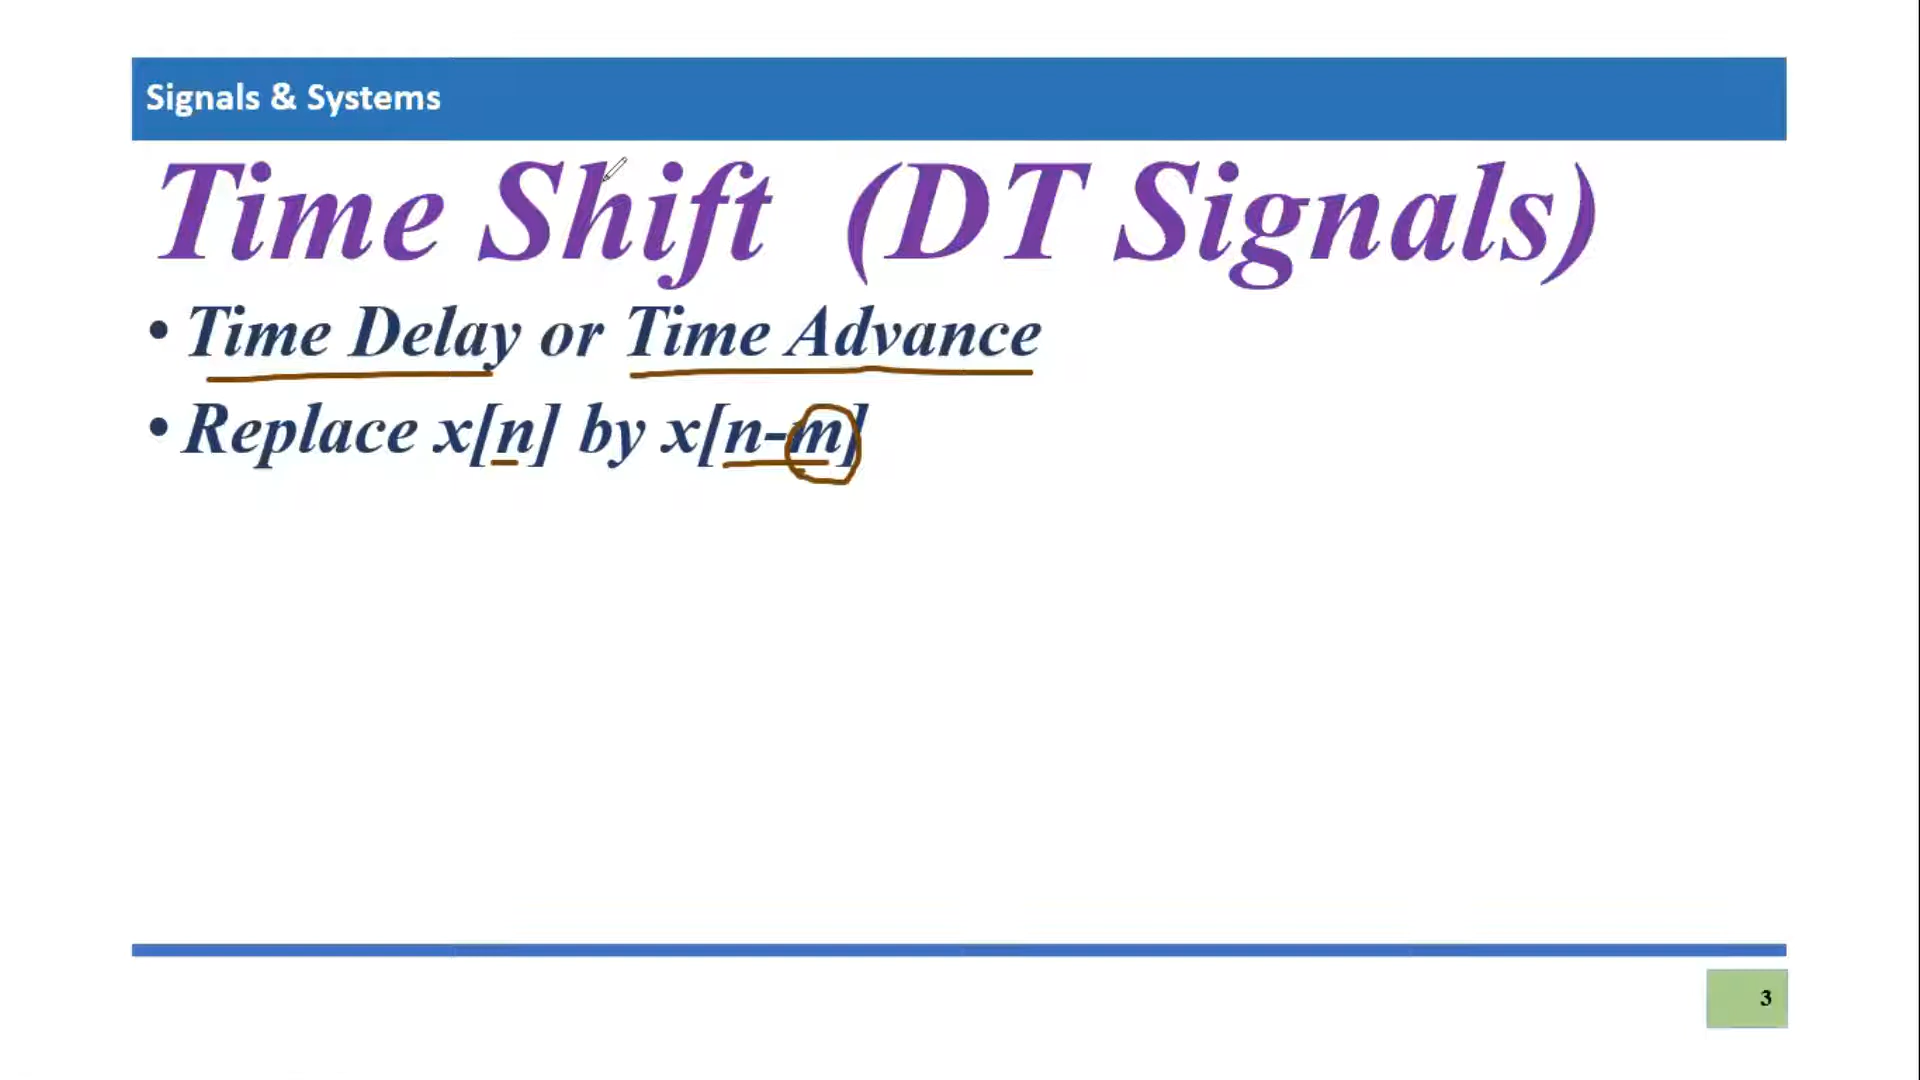 Signals & Systems
Time Shift (DT Signals)
• Time Delay or Time Advance
• Replace x[n] by x[n-m]
3